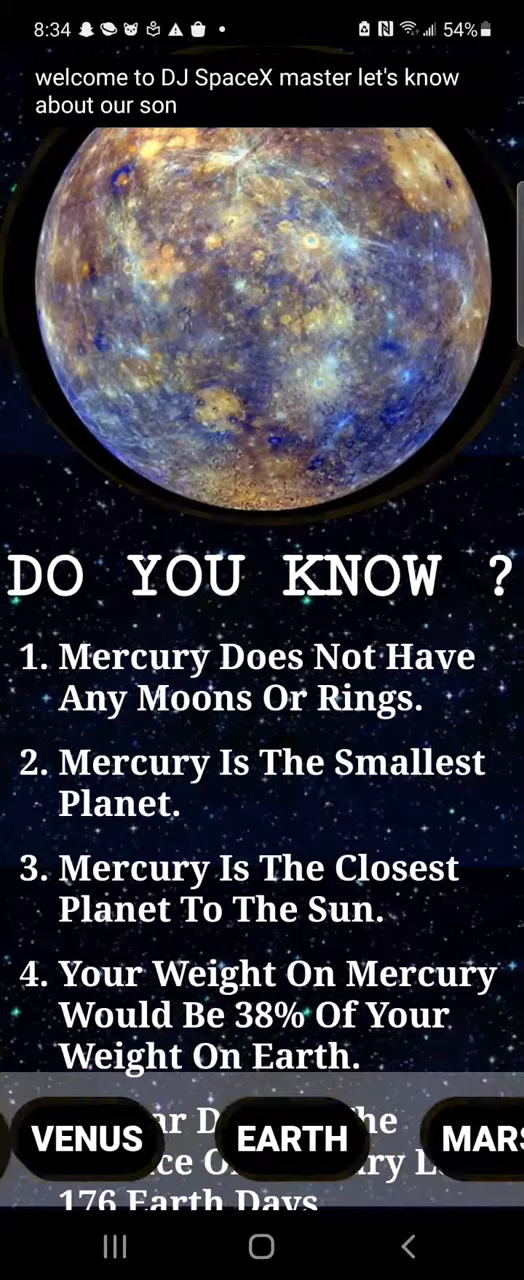 8:34
54%
welcome to DJ SpaceX master let's know
about our son
DO YOU KNOW ?
1. Mercury Does Not Have
Any Moons Or Rings.
2. Mercury Is The Smallest
Planet.
3. Mercury Is The Closest
Planet To The Sun.
4. Your Weight On Mercury
Would Be 38% Of Your
Weight On Earth.
VENUS EARTH MARS
176 Earth Days